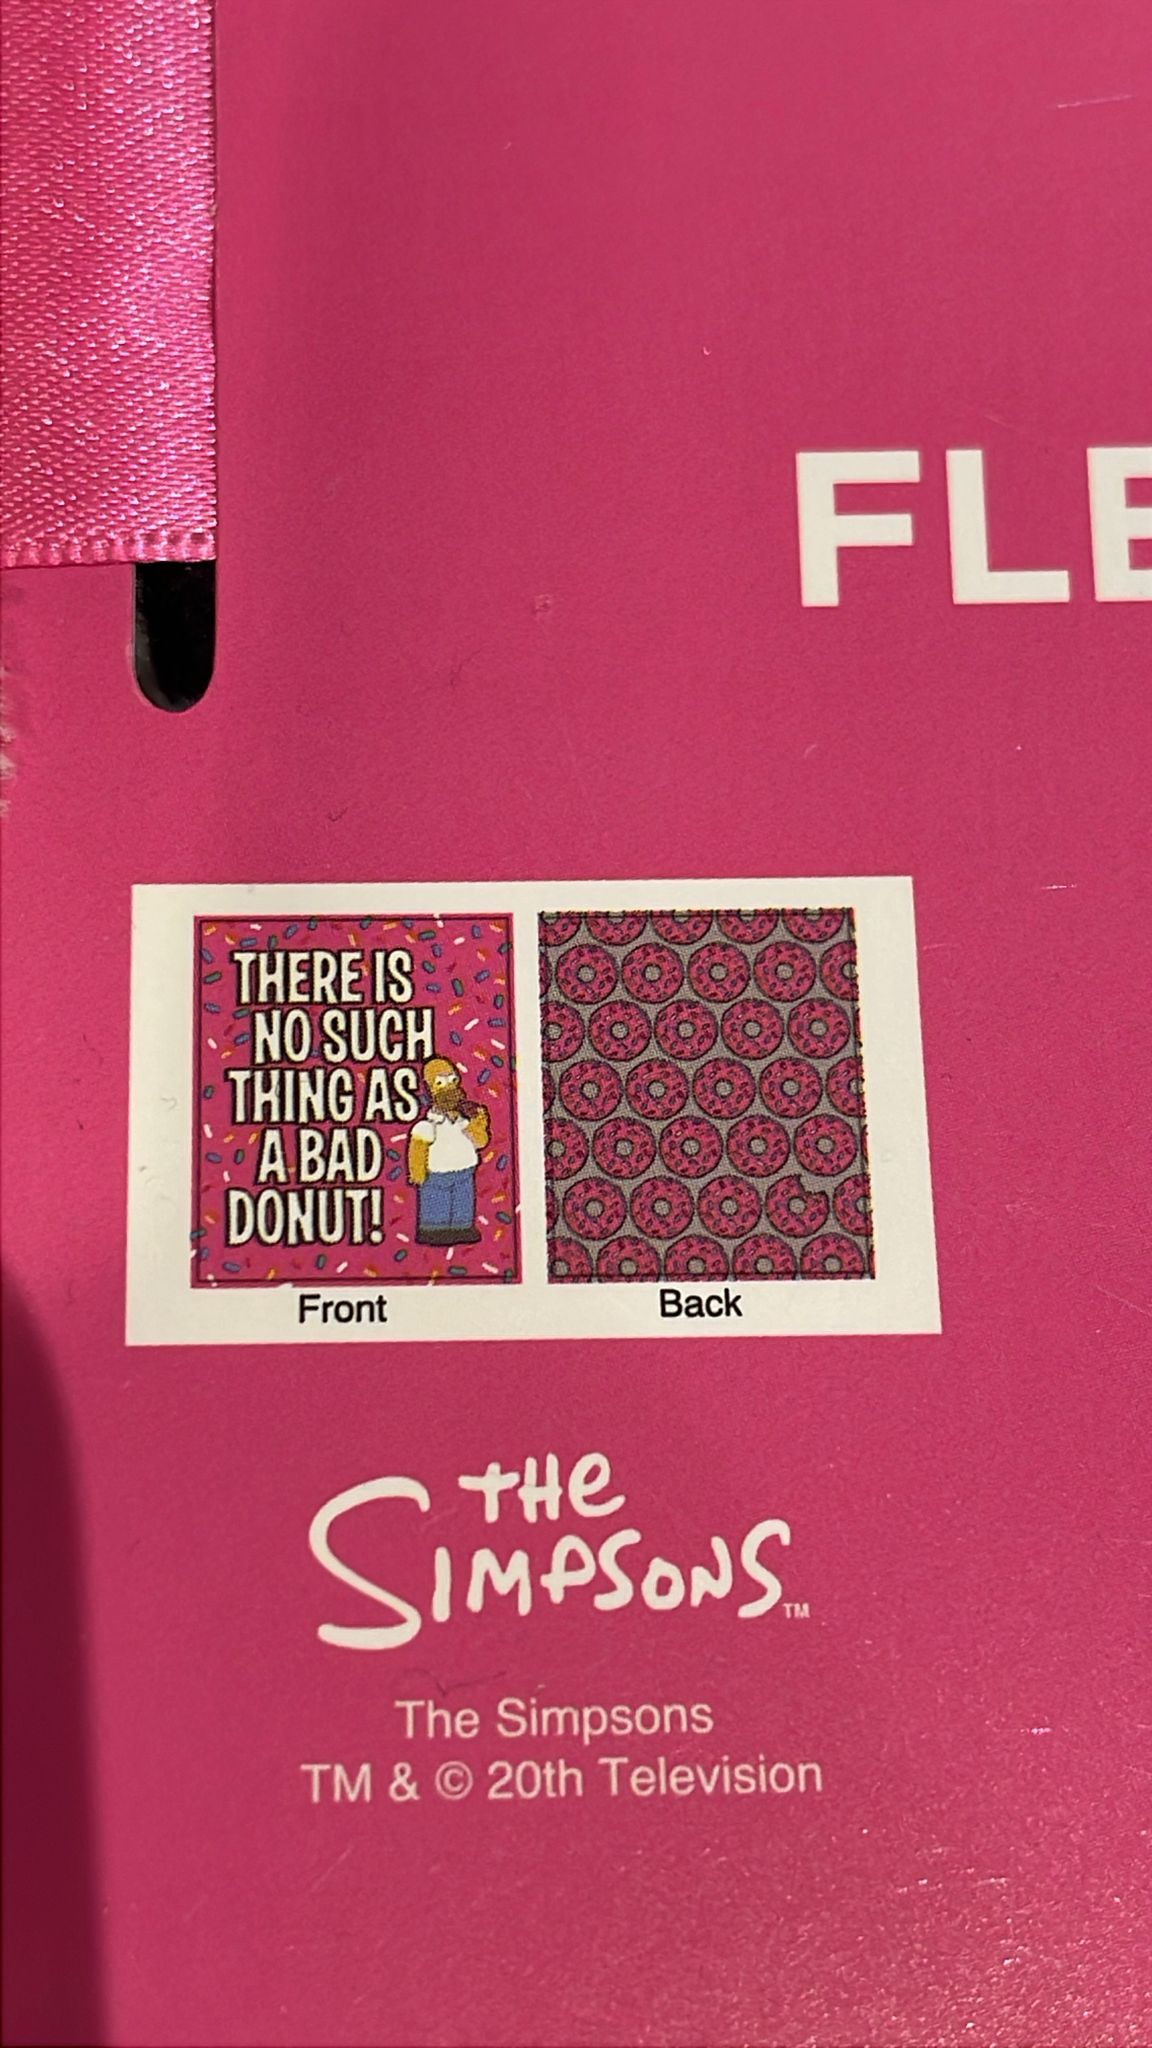 FLE
THERE IS
NO SUCH
THING AS
A BAD
DONUT!
Front
Back
THE
SIMPSONS
TM
The Simpsons
TM & © 20th Television